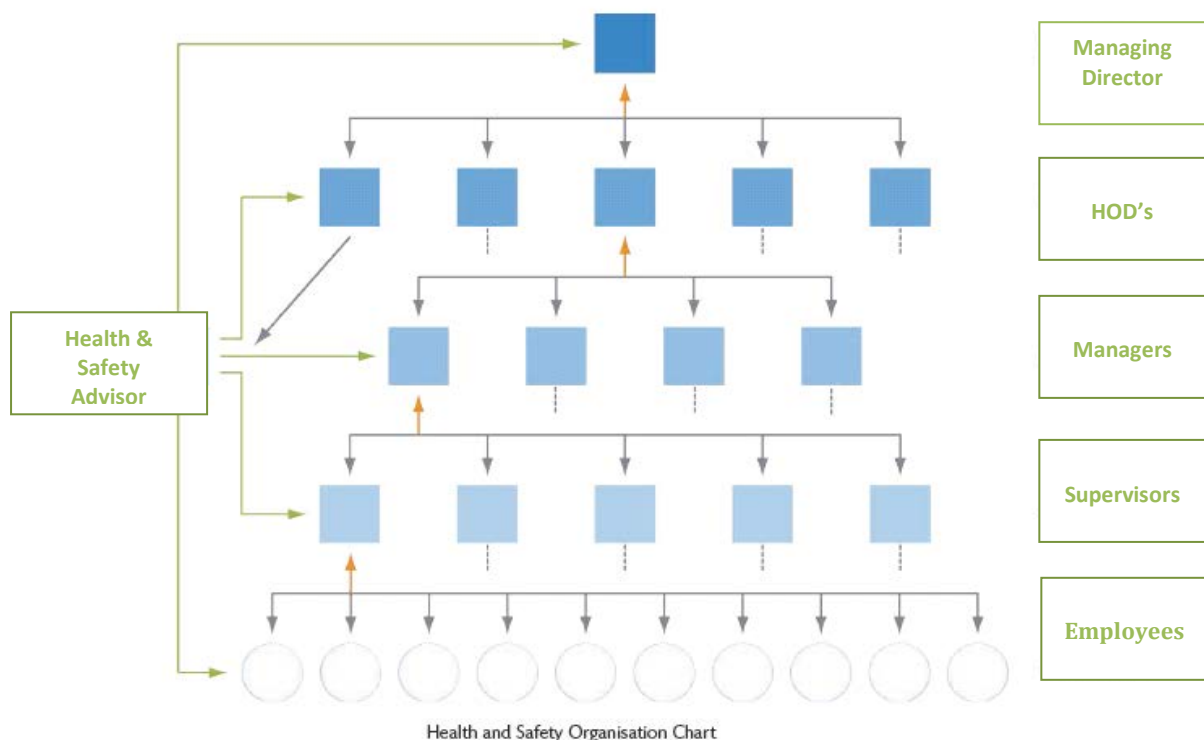 Managing
Director
HOD’s
Health &
Safety
Advisor
Managers
Supervisors
Employees
Health and Safety Organisation Chart